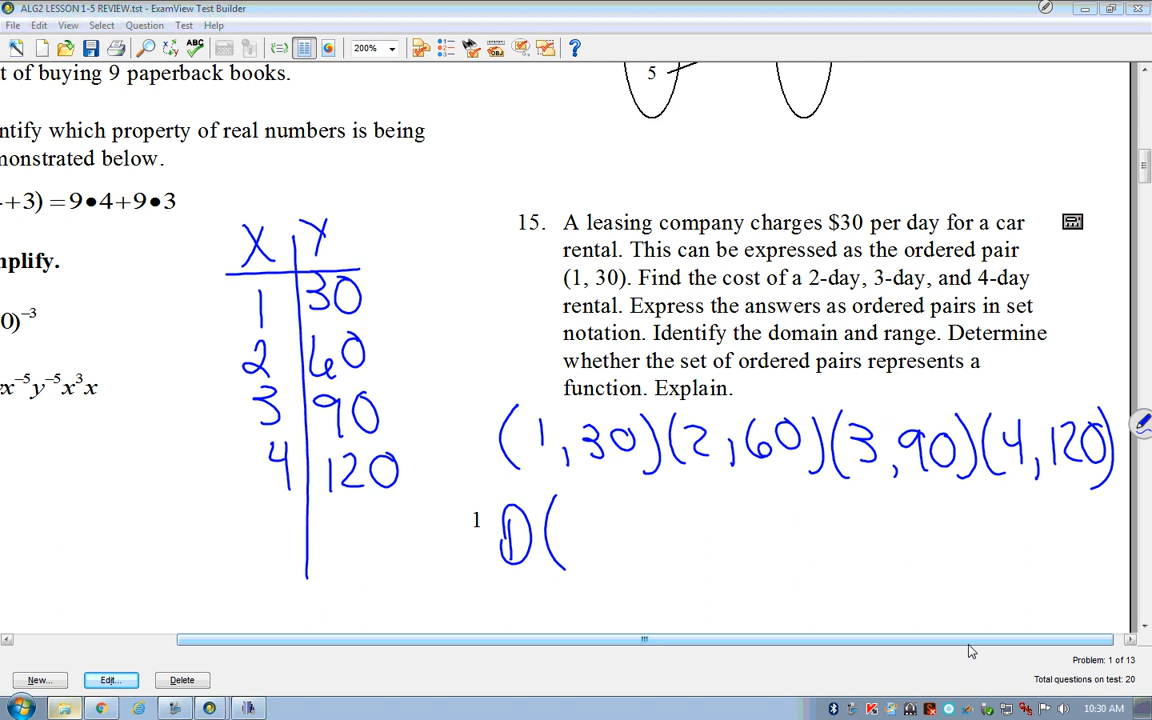 ALG2 LESSON 1-5 REVIEW.tst - ExamView Test Builder
File Edit View Select Question Test Help
200%
t of buying 9 paperback books.
ntify which property of real numbers is being
monstrated below.
+3) = 9•4+9•3
nplify.
0)⁻³
x⁻⁵y⁻⁵x³x
X Y
1 30
2 60
3 90
4 120
5
15. A leasing company charges $30 per day for a car
rental. This can be expressed as the ordered pair
(1, 30). Find the cost of a 2-day, 3-day, and 4-day
rental. Express the answers as ordered pairs in set
notation. Identify the domain and range. Determine
whether the set of ordered pairs represents a
function. Explain.
(1,30)(2,60)(3,90)(4,120)
1 D(
Problem: 1 of 13
New... Edit... Delete
Total questions on test: 20
10:30 AM